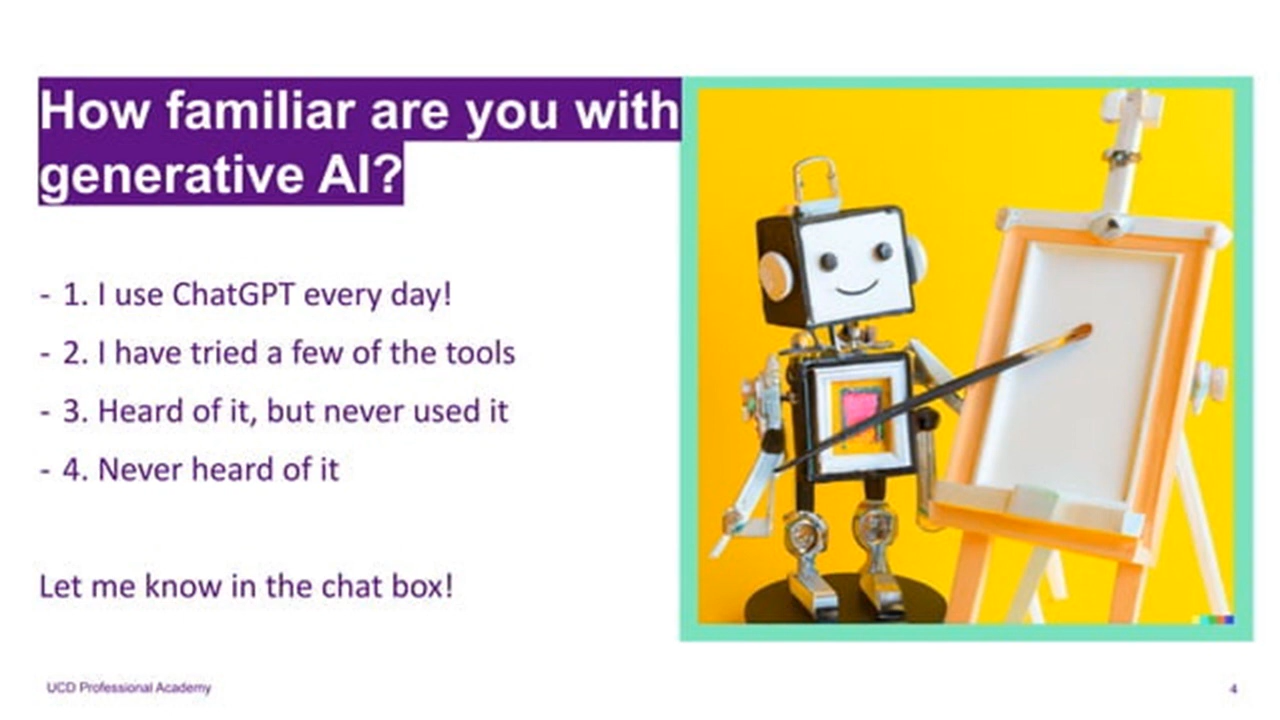 How familiar are you with
generative AI?
- 1. I use ChatGPT every day!
- 2. I have tried a few of the tools
- 3. Heard of it, but never used it
- 4. Never heard of it
Let me know in the chat box!
UCD Professional Academy
4